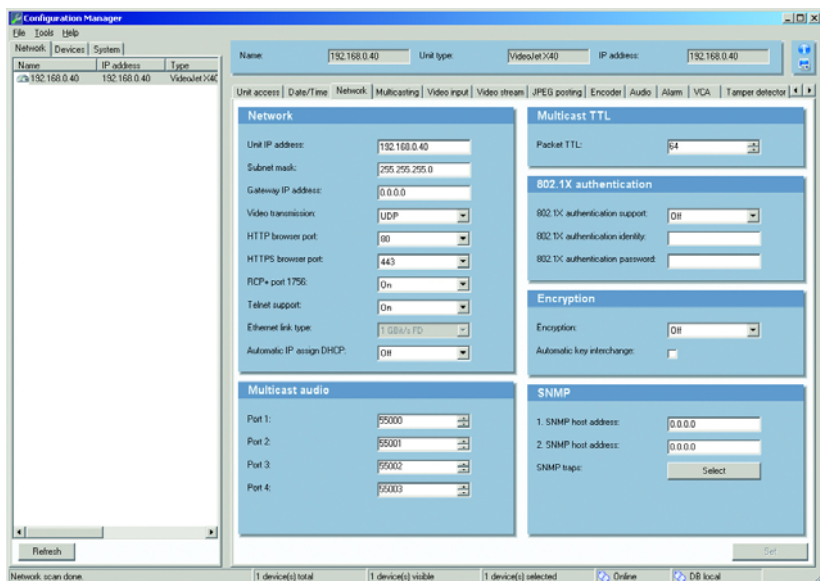 Configuration Manager
File Tools Help
Network Devices System
Name IP address Type
192.168.0.40 192.168.0.40 VideoJet X40
Name: 192.168.0.40 Unit type: VideoJet X40 IP address: 192.168.0.40
Unit access Date/Time Network Multicasting Video input Video stream JPEG posting Encoder Audio Alarm VCA Tamper detector
Network
Unit IP address: 192.168.0.40
Subnet mask: 255.255.255.0
Gateway IP address: 0.0.0.0
Video transmission: UDP
HTTP browser port: 80
HTTPS browser port: 443
RCP+ port 1756: On
Telnet support: On
Ethernet link type: 1 GBit/s FD
Automatic IP assign DHCP: Off
Multicast audio
Port 1: 55000
Port 2: 55001
Port 3: 55002
Port 4: 55003
Multicast TTL
Packet TTL: 64
802.1X authentication
802.1X authentication support: Off
802.1X authentication identity:
802.1X authentication password:
Encryption
Encryption: Off
Automatic key interchange:
SNMP
1. SNMP host address: 0.0.0.0
2. SNMP host address: 0.0.0.0
SNMP traps: Select
Refresh
Set
Network scan done. 1 device(s) total 1 device(s) visible 1 device(s) selected Online DB local